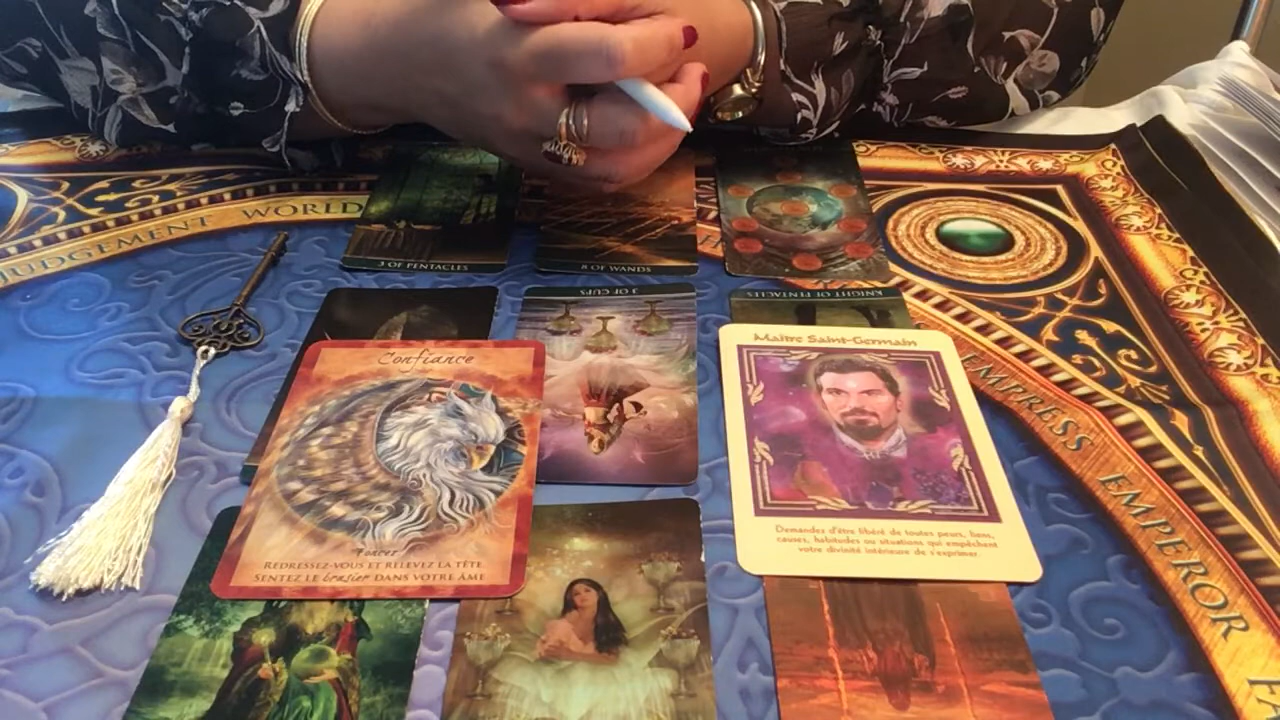 JUDGEMENT WORLD
3 OF PENTACLES
8 OF WANDS
3 OF CUPS
KNIGHT OF PENTACLES
Confiance
Foncer
REDRESSEZ-VOUS ET RELEVEZ LA TÊTE
SENTEZ LE brasier DANS VOTRE ÂME
Maître Saint-Germain
Demandez d'être libéré de toutes peurs, liens,
causes, habitudes ou situations qui empêchent
votre divinité intérieure de s'exprimer.
EMPRESS EMPEROR